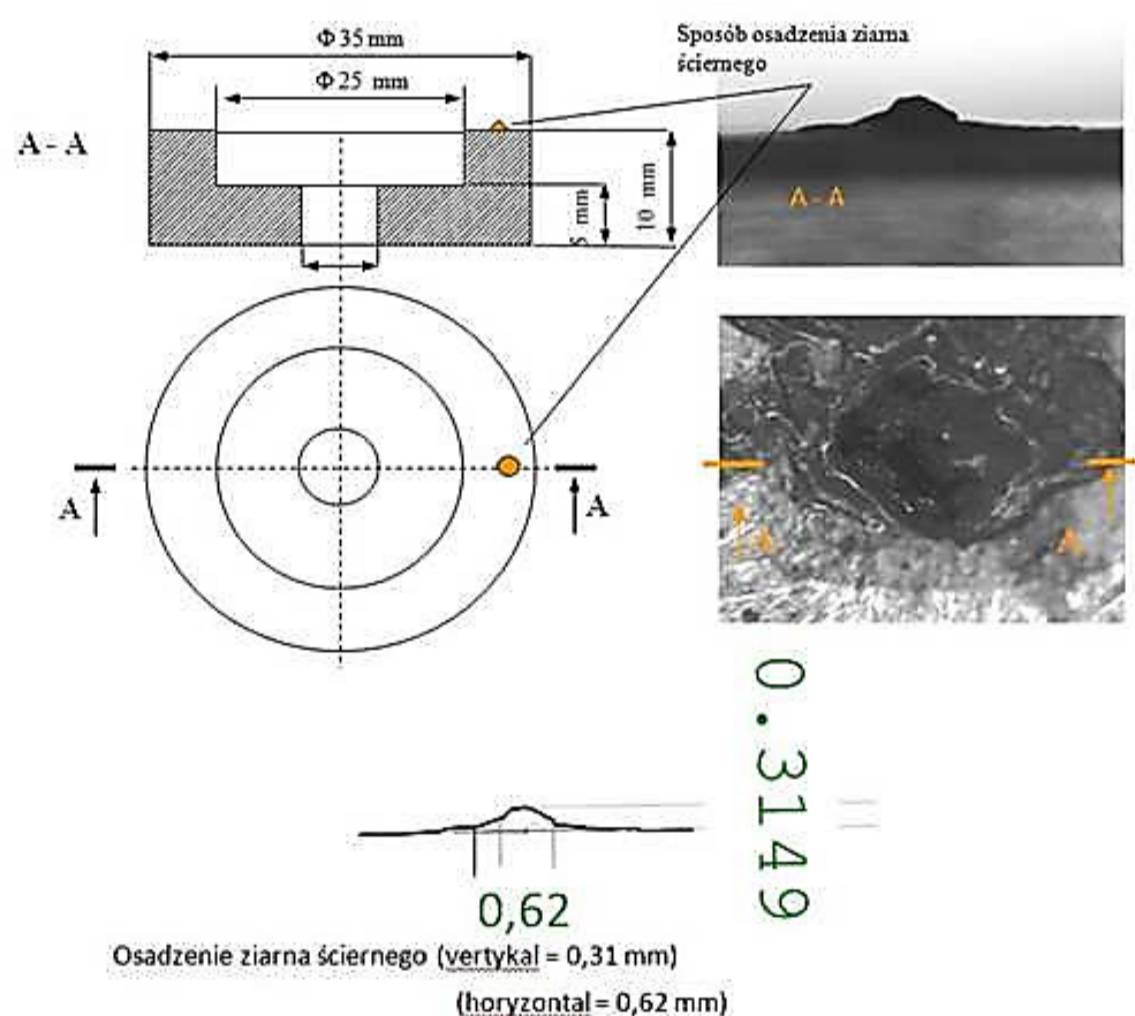 Φ 35 mm
Sposób osadzenia ziarna
ściernego
Φ 25 mm
A - A
10 mm
5 mm
A - A
A
A
A
A
0.3149
0,62
Osadzenie ziarna ściernego (vertykal = 0,31 mm)
(horyzontal = 0,62 mm)